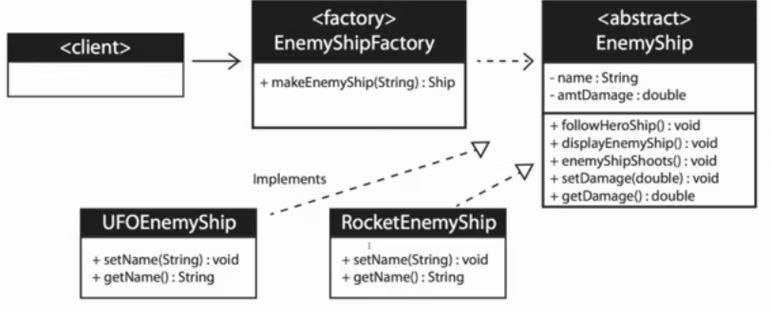 <client>
<factory>
EnemyShipFactory
+ makeEnemyShip(String) : Ship
<abstract>
EnemyShip
- name : String
- amtDamage : double
+ followHeroShip() : void
+ displayEnemyShip() : void
+ enemyShipShoots() : void
+ setDamage(double) : void
+ getDamage() : double
Implements
UFOEnemyShip
+ setName(String) : void
+ getName() : String
RocketEnemyShip
+ setName(String) : void
+ getName() : String